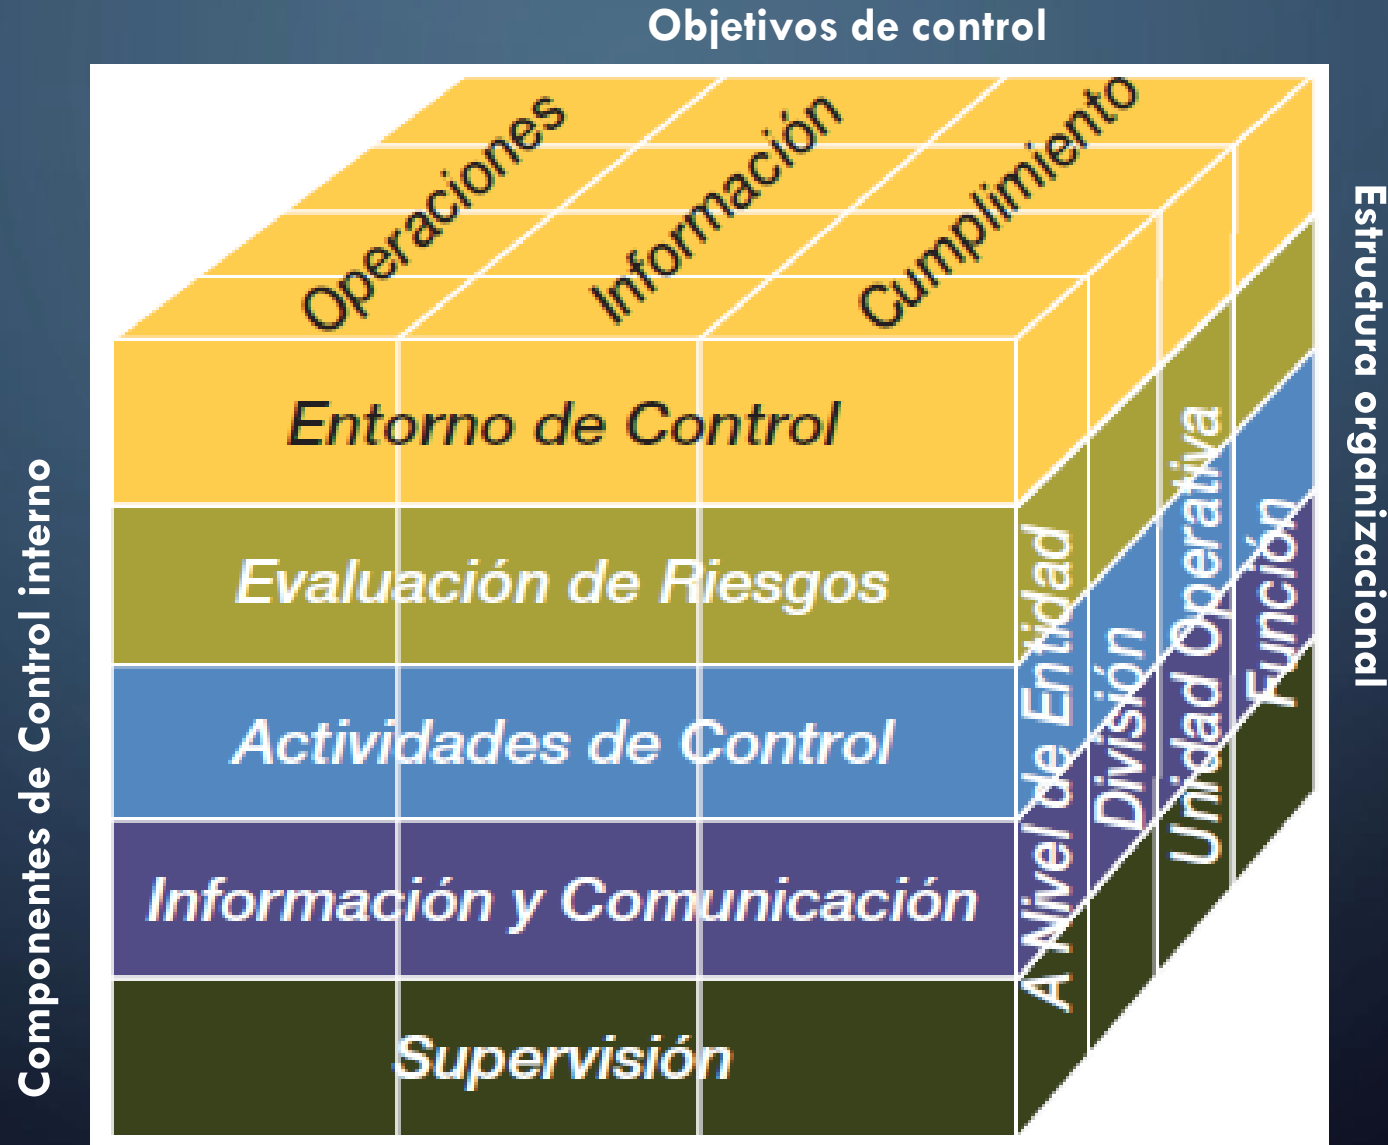 Objetivos de control
Operaciones
Información
Cumplimiento
Entorno de Control
Evaluación de Riesgos
Actividades de Control
Información y Comunicación
Supervisión
A Nivel de Entidad
División
Unidad Operativa
Función
Componentes de Control interno
Estructura organizacional